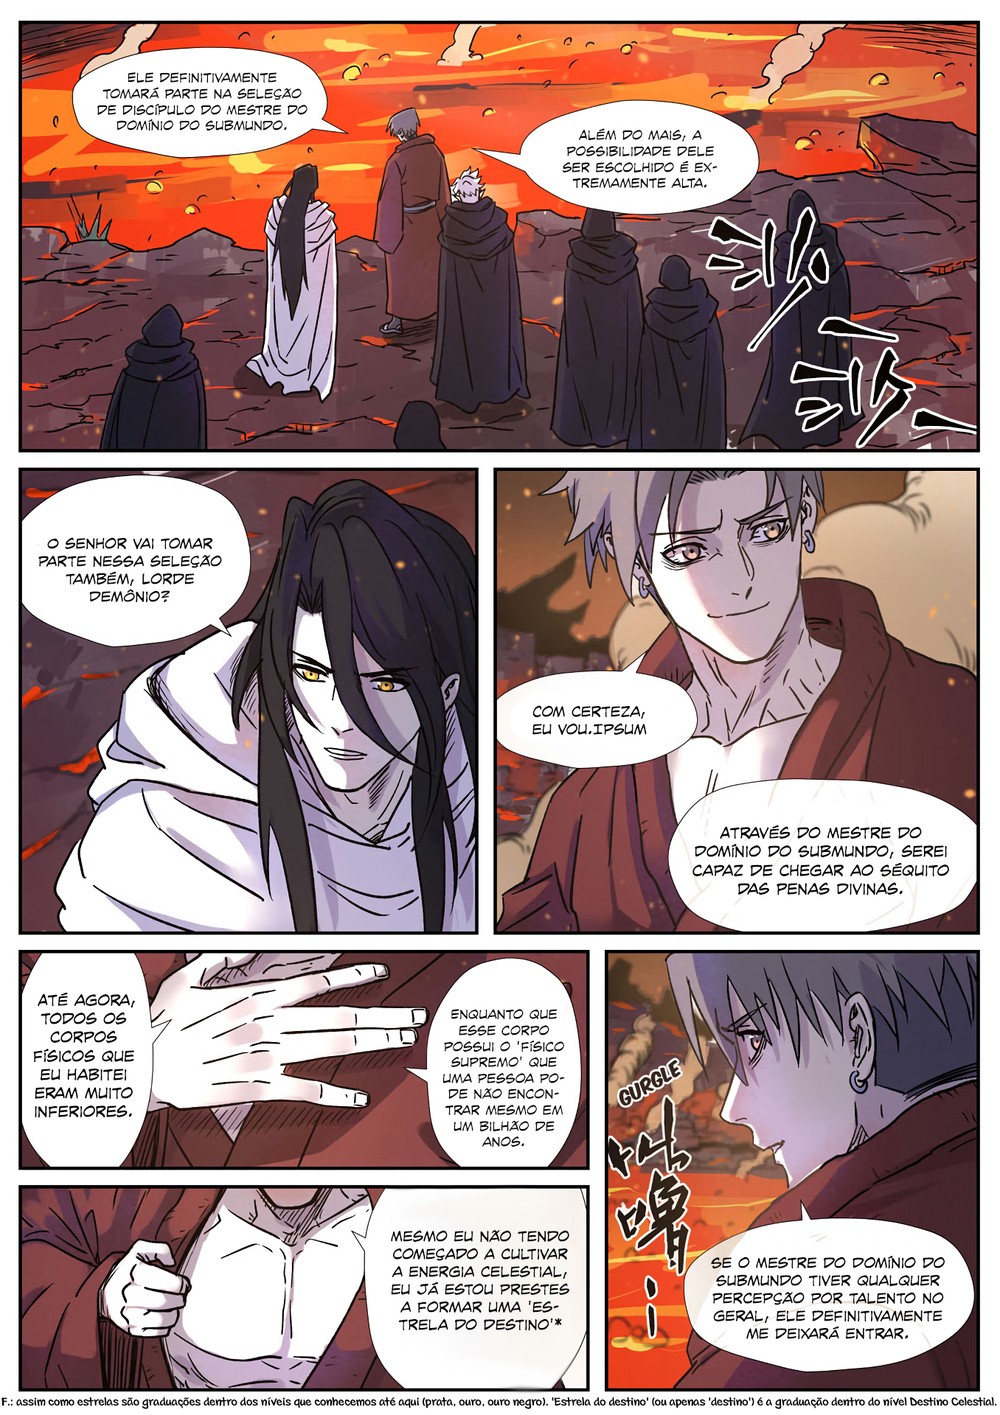 ELE DEFINITIVAMENTE
TOMARÁ PARTE NA SELEÇÃO
DE DISCÍPULO DO MESTRE DO
DOMÍNIO DO SUBMUNDO.
ALÉM DO MAIS, A
POSSIBILIDADE DELE
SER ESCOLHIDO É EX-
TREMAMENTE ALTA.
沙
沙
O SENHOR VAI TOMAR
PARTE NESSA SELEÇÃO
TAMBÉM, LORDE
DEMÔNIO?
COM CERTEZA,
EU VOU.IPSUM
ATRAVÉS DO MESTRE DO
DOMÍNIO DO SUBMUNDO, SEREI
CAPAZ DE CHEGAR AO SÉQUITO
DAS PENAS DIVINAS.
ATÉ AGORA,
TODOS OS
CORPOS
FÍSICOS QUE
EU HABITEI
ERAM MUITO
INFERIORES.
ENQUANTO QUE
ESSE CORPO
POSSUI O 'FÍSICO
SUPREMO' QUE
UMA PESSOA PO-
DE NÃO ENCON-
TRAR MESMO EM
UM BILHÃO DE
ANOS.
GURGLE
MESMO EU NÃO TENDO
COMEÇADO A CULTIVAR
A ENERGIA CELESTIAL,
EU JÁ ESTOU PRESTES
A FORMAR UMA 'ES-
TRELA DO DESTINO'*
SE O MESTRE DO DOMÍNIO DO
SUBMUNDO TIVER QUALQUER
PERCEPÇÃO POR TALENTO NO
GERAL, ELE DEFINITIVAMENTE
ME DEIXARÁ ENTRAR.
F.: assim como estrelas são graduações dentro dos níveis que conhecemos até aqui (prata, ouro, ouro negro). 'Estrela do destino' (ou apenas 'destino') é a graduação dentro do nível Destino Celestial.